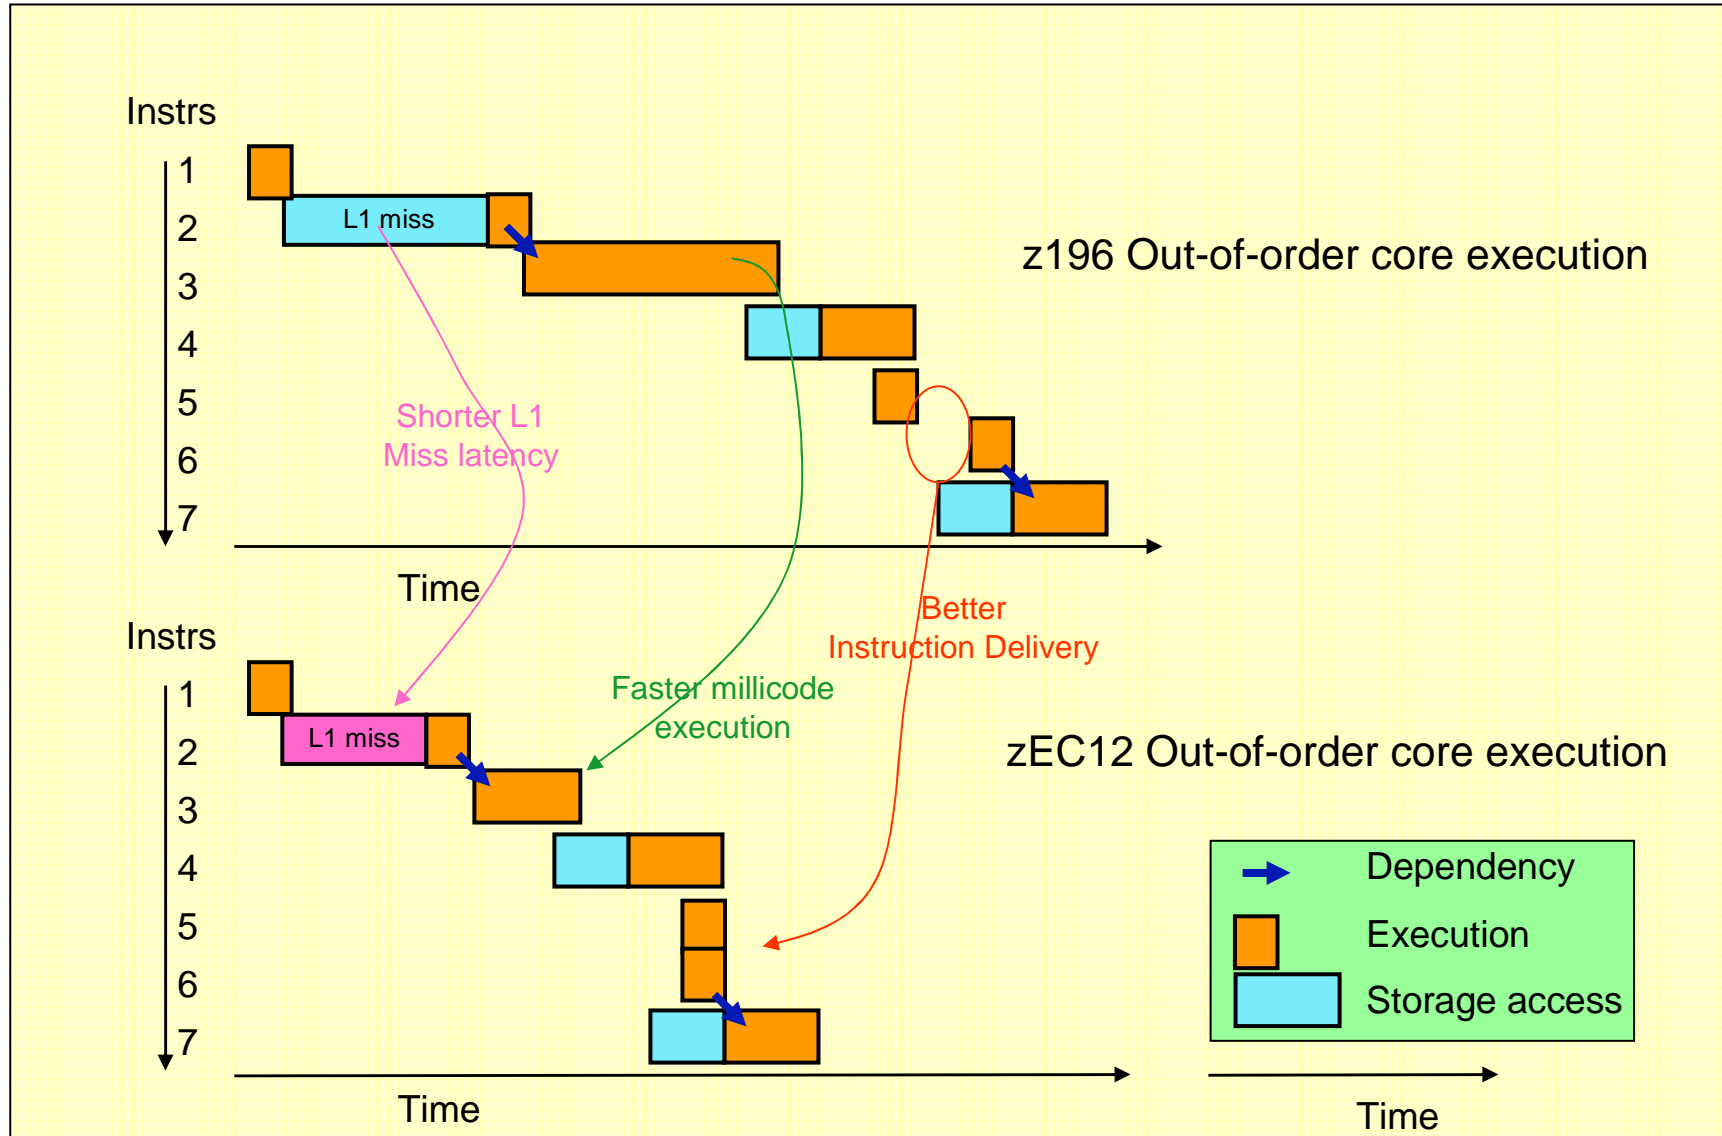 Instrs
1
2
3
4
5
6
7
L1 miss
z196 Out-of-order core execution
Shorter L1
Miss latency
Time
Better
Instruction Delivery
Faster millicode
execution
Instrs
1
2
3
4
5
6
7
L1 miss
zEC12 Out-of-order core execution
Dependency
Execution
Storage access
Time
Time